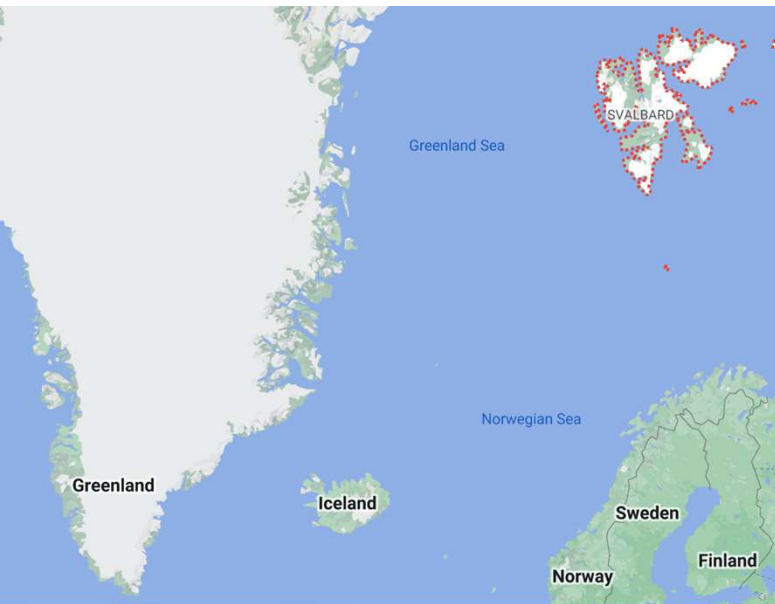 SVALBARD
Greenland Sea
Norwegian Sea
Greenland
Iceland
Sweden
Finland
Norway